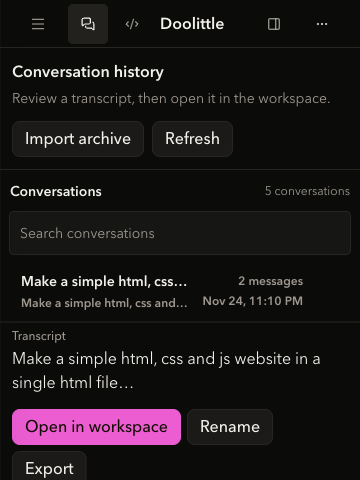 Doolittle
Conversation history
Review a transcript, then open it in the workspace.
Import archive Refresh
Conversations 5 conversations
Search conversations
Make a simple html, css… 2 messages
Make a simple html, css and… Nov 24, 11:10 PM
Transcript
Make a simple html, css and js website in a
single html file…
Open in workspace Rename
Export